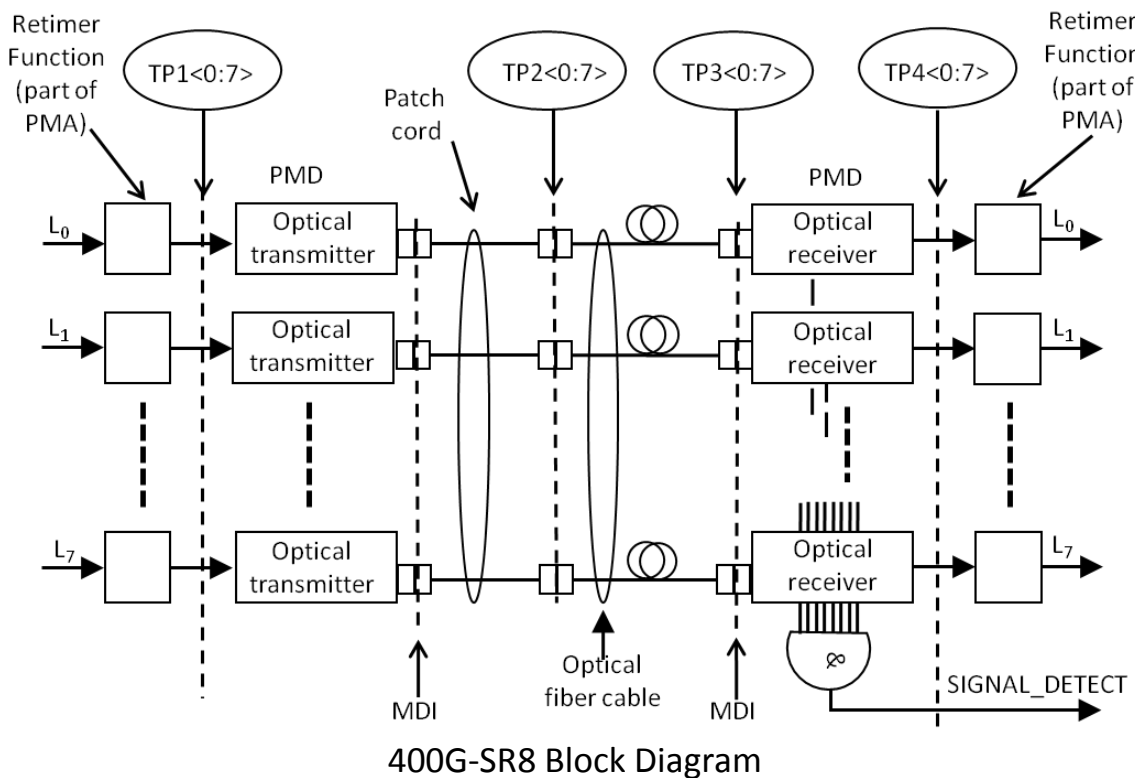 Retimer
Function
(part of
PMA)
TP1<0:7>
Patch
cord
TP2<0:7>
TP3<0:7>
TP4<0:7>
Retimer
Function
(part of
PMA)
PMD
PMD
L0
Optical
transmitter
Optical
receiver
L0
L1
Optical
transmitter
Optical
receiver
L1
L7
Optical
transmitter
Optical
receiver
L7
&
MDI
Optical
fiber cable
MDI
SIGNAL_DETECT
400G-SR8 Block Diagram